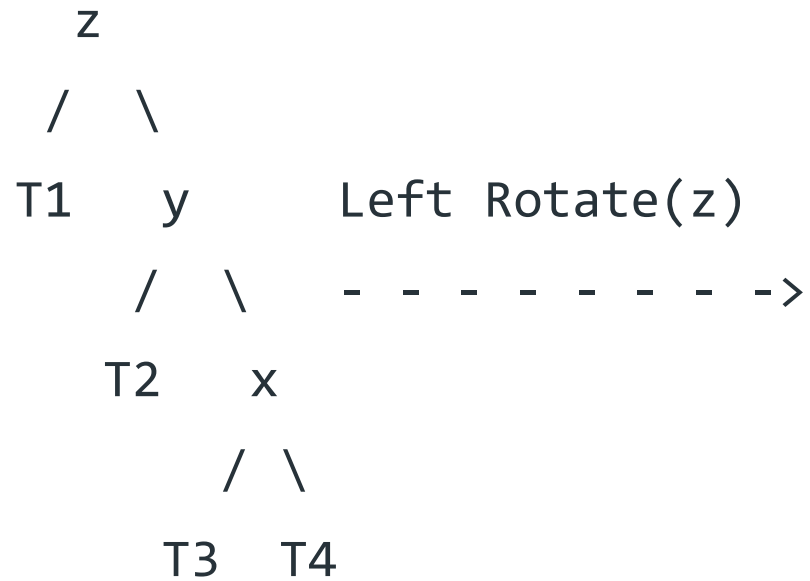 z
/ \
T1 y Left Rotate(z)
/ \ - - - - - - - ->
T2 x
/ \
T3 T4